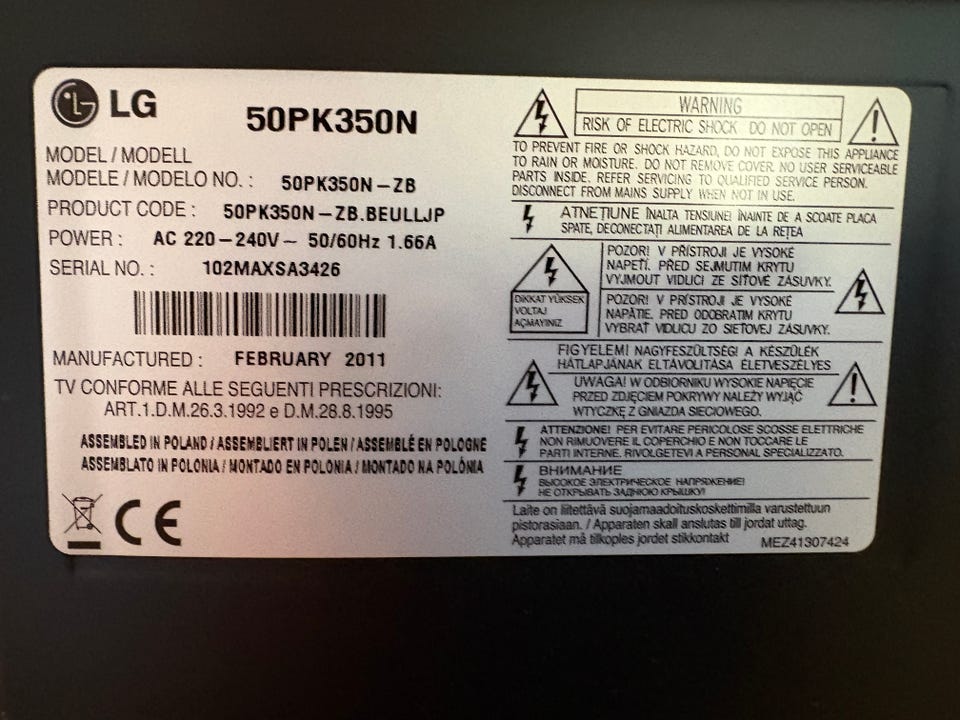 LG
50PK350N
MODEL / MODELL
MODELE / MODELO NO. : 50PK350N-ZB
PRODUCT CODE : 50PK350N-ZB.BEULLJP
POWER : AC 220-240V~ 50/60Hz 1.66A
SERIAL NO. : 102MAXSA3426
MANUFACTURED : FEBRUARY 2011
TV CONFORME ALLE SEGUENTI PRESCRIZIONI:
ART.1.D.M.26.3.1992 e D.M.28.8.1995
ASSEMBLED IN POLAND / ASSEMBLIERT IN POLEN / ASSEMBLÉ EN POLOGNE
ASSEMBLATO IN POLONIA / MONTADO EN POLONIA / MONTADO NA POLÓNIA
CE
WARNING
RISK OF ELECTRIC SHOCK DO NOT OPEN
TO PREVENT FIRE OR SHOCK HAZARD, DO NOT EXPOSE THIS APPLIANCE
TO RAIN OR MOISTURE. DO NOT REMOVE COVER. NO USER SERVICEABLE
PARTS INSIDE. REFER SERVICING TO QUALIFIED SERVICE PERSON.
DISCONNECT FROM MAINS SUPPLY WHEN NOT IN USE.
ATNEȚIUNE ÎNALTA TENSIUNE! ÎNAINTE DE A SCOATE PLACA
SPATE, DECONECTAȚI ALIMENTAREA DE LA REȚEA
DIKKAT YÜKSEK
VOLTAJ
AÇMAYINIZ
POZOR! V PŘÍSTROJI JE VYSOKÉ
NAPETÍ. PŘED SEJMUTIM KRYTU
VYJMOUT VIDLICI ZE SÍŤOVÉ ZÁSUVKY.
POZOR! V PRÍSTROJI JE VYSOKÉ
NAPÄTIE. PRED ODOBRATIM KRYTU
VYBRAŤ VIDLICU ZO SIEŤOVEJ ZÁSUVKY.
FIGYELEM! NAGYFESZÜLTSÉG! A KÉSZÜLÉK
HÁTLAPJÁNAK ELTÁVOLITÁSA ÉLETVESZÉLYES
UWAGA! W ODBIORNIKU WYSOKIE NAPIĘCIE
PRZED ZDJĘCIEM POKRYWY NALEŻY WYJĄĆ
WTYCZKĘ Z GNIAZDA SIECIOWEGO.
ATTENZIONE! PER EVITARE PERICOLOSE SCOSSE ELETTRICHE
NON RIMUOVERE IL COPERCHIO E NON TOCCARE LE
PARTI INTERNE. RIVOLGETEVI A PERSONAL SPECIALIZZATO.
ВНИМАНИЕ
ВЫСОКОЕ ЭЛЕКТРИЧЕСКОЕ НАПРЯЖЕНИЕ!
НЕ ОТКРЫВАТЬ ЗАДНЮЮ КРЫШКУ!
Laite on liitettävä suojamaadoituskoskettimilla varustettuun
pistorasiaan. / Apparaten skall anslutas till jordat uttag.
Apparatet må tilkoples jordet stikkontakt
MEZ41307424